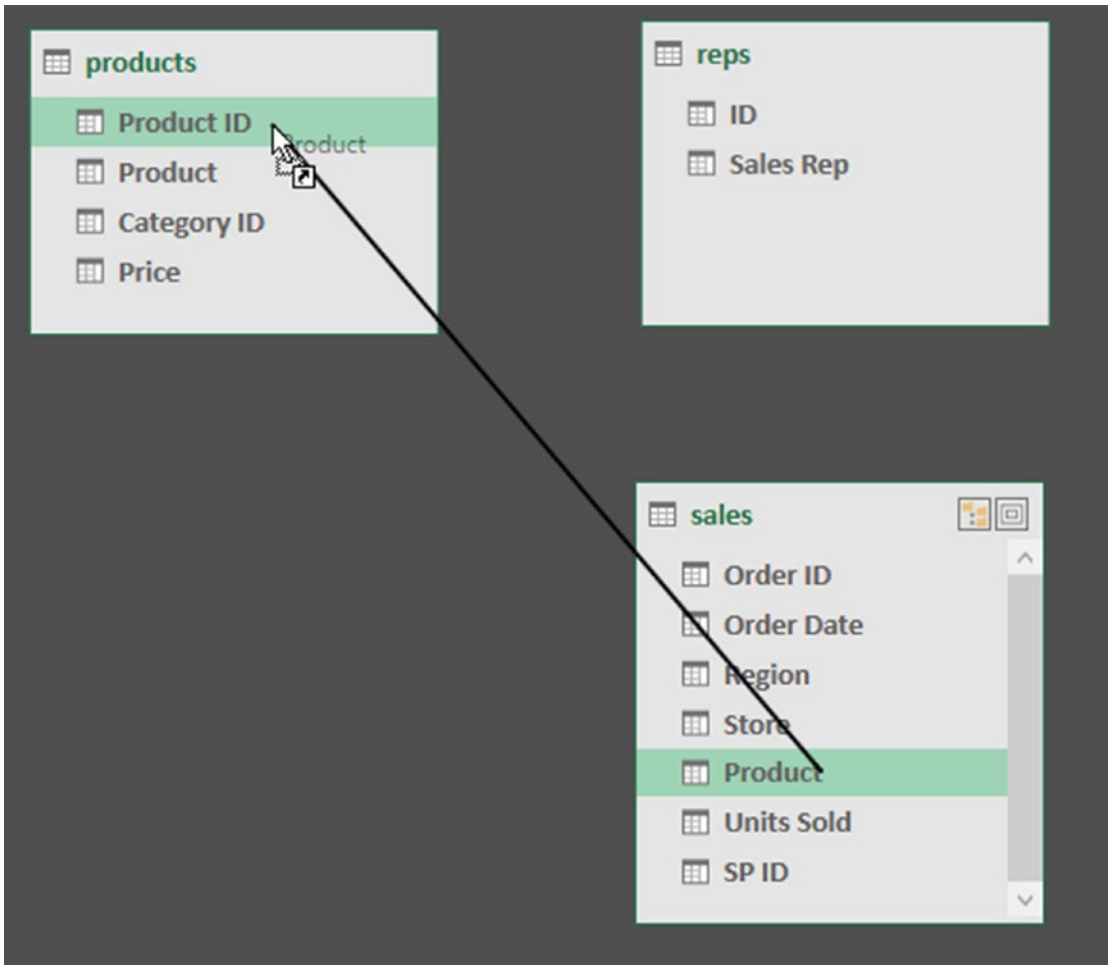 products
Product ID
Product
Product
Category ID
Price
reps
ID
Sales Rep
sales
Order ID
Order Date
Region
Store
Product
Units Sold
SP ID